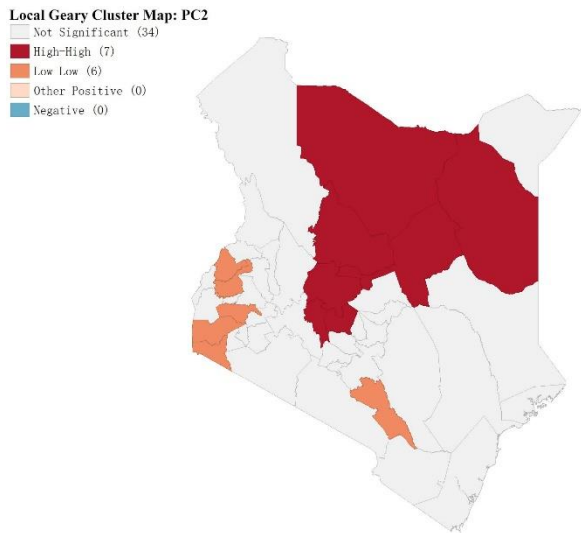 Local Geary Cluster Map: PC2
Not Significant (34)
High-High (7)
Low Low (6)
Other Positive (0)
Negative (0)